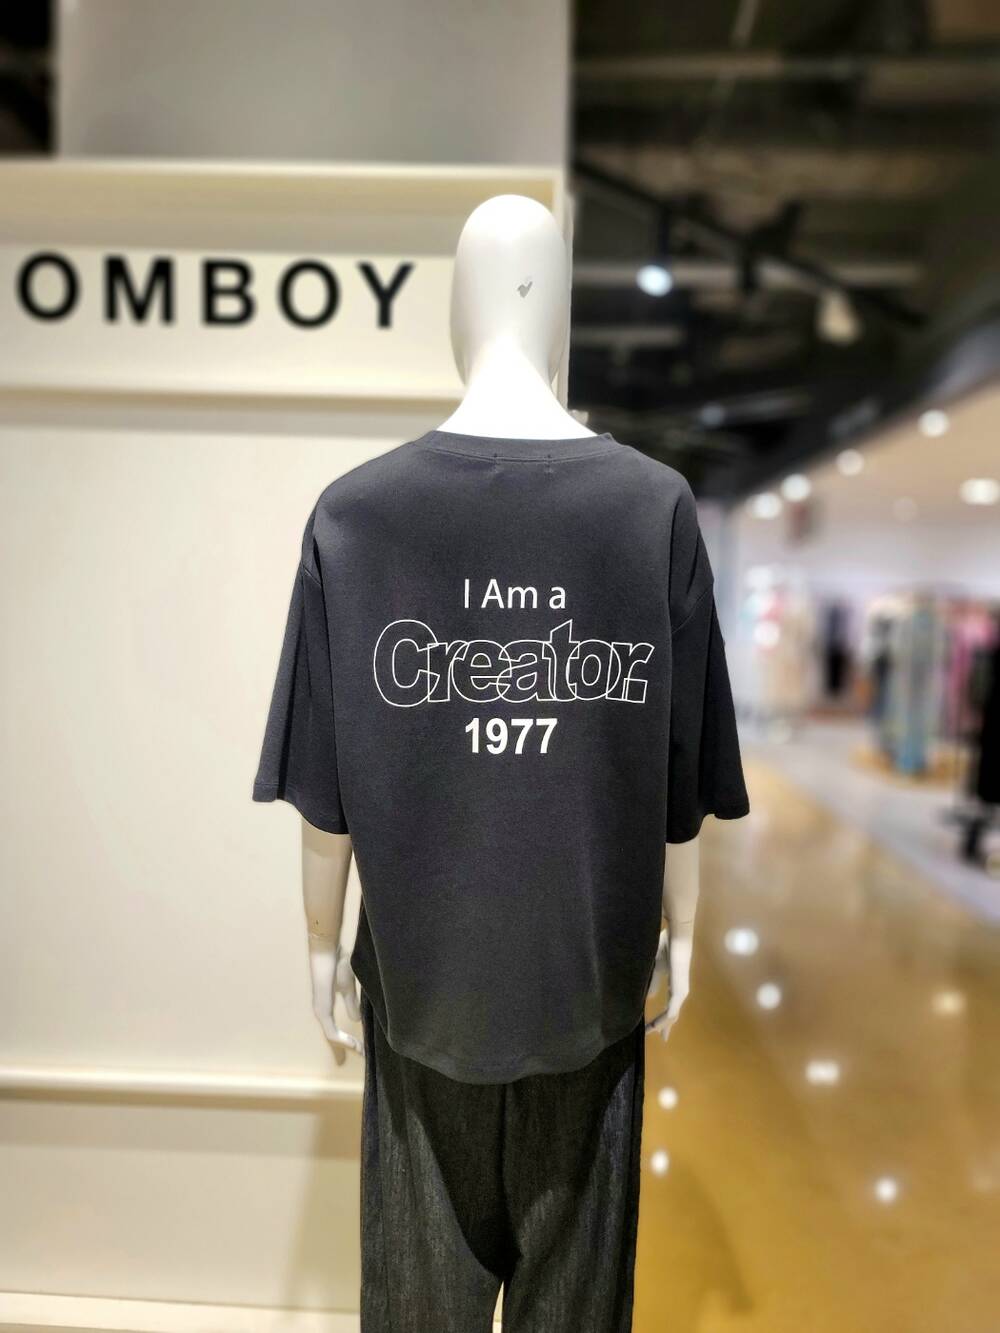 OMBOY
I Am a
Creator.
1977